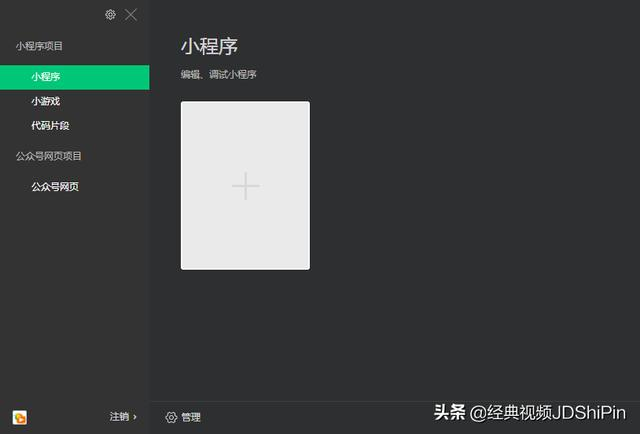 小程序项目
小程序
小游戏
代码片段
公众号网页项目
公众号网页
注销 ›
小程序
编辑、调试小程序
管理
头条 @经典视频JDShiPin